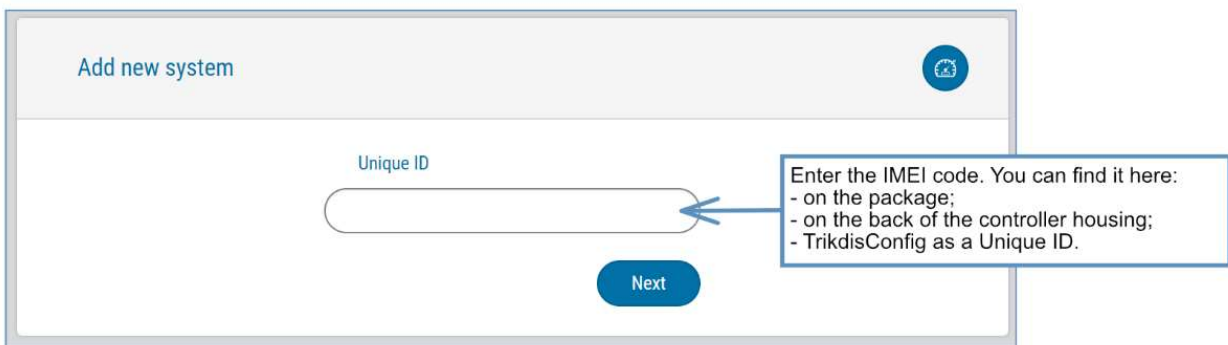 Add new system
Unique ID
Enter the IMEI code. You can find it here:
- on the package;
- on the back of the controller housing;
- TrikdisConfig as a Unique ID.
Next